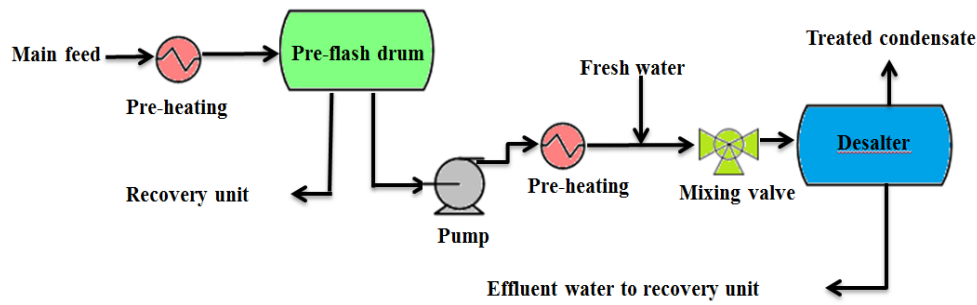 Main feed
Pre-heating
Pre-flash drum
Recovery unit
Pump
Pre-heating
Fresh water
Mixing valve
Treated condensate
Desalter
Effluent water to recovery unit